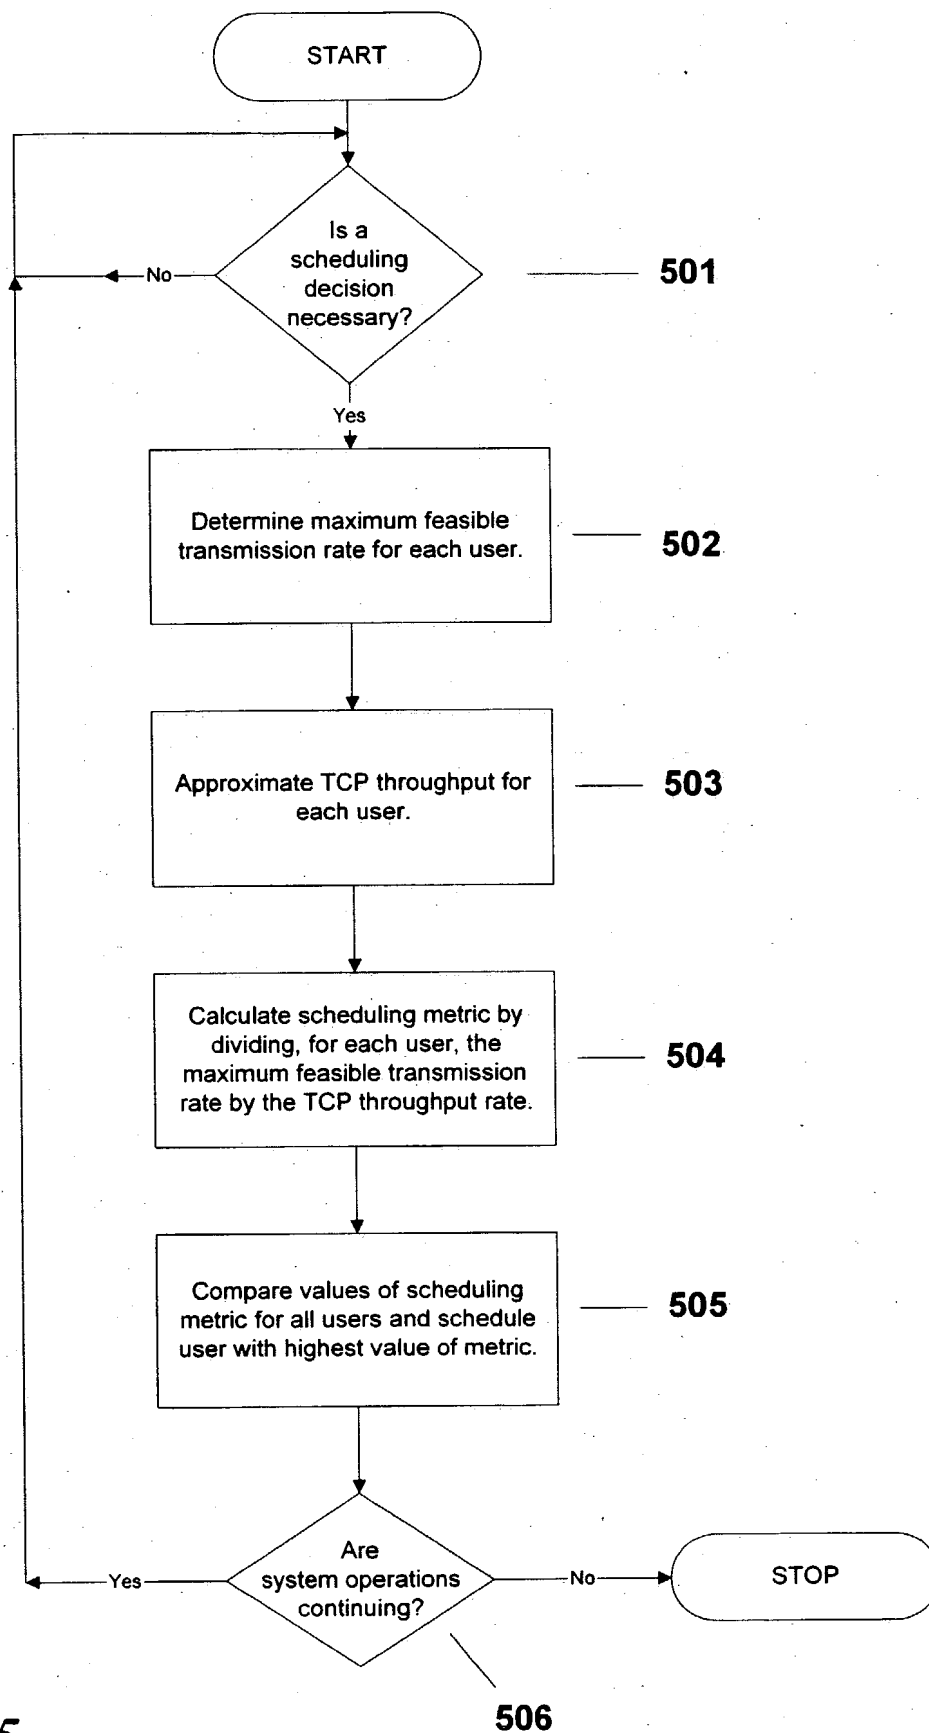 START
Is a
scheduling
decision
necessary?
No
501
Yes
Determine maximum feasible
transmission rate for each user.
502
Approximate TCP throughput for
each user.
503
Calculate scheduling metric by
dividing, for each user, the
maximum feasible transmission
rate by the TCP throughput rate.
504
Compare values of scheduling
metric for all users and schedule
user with highest value of metric.
505
Are
system operations
continuing?
Yes
No
STOP
506